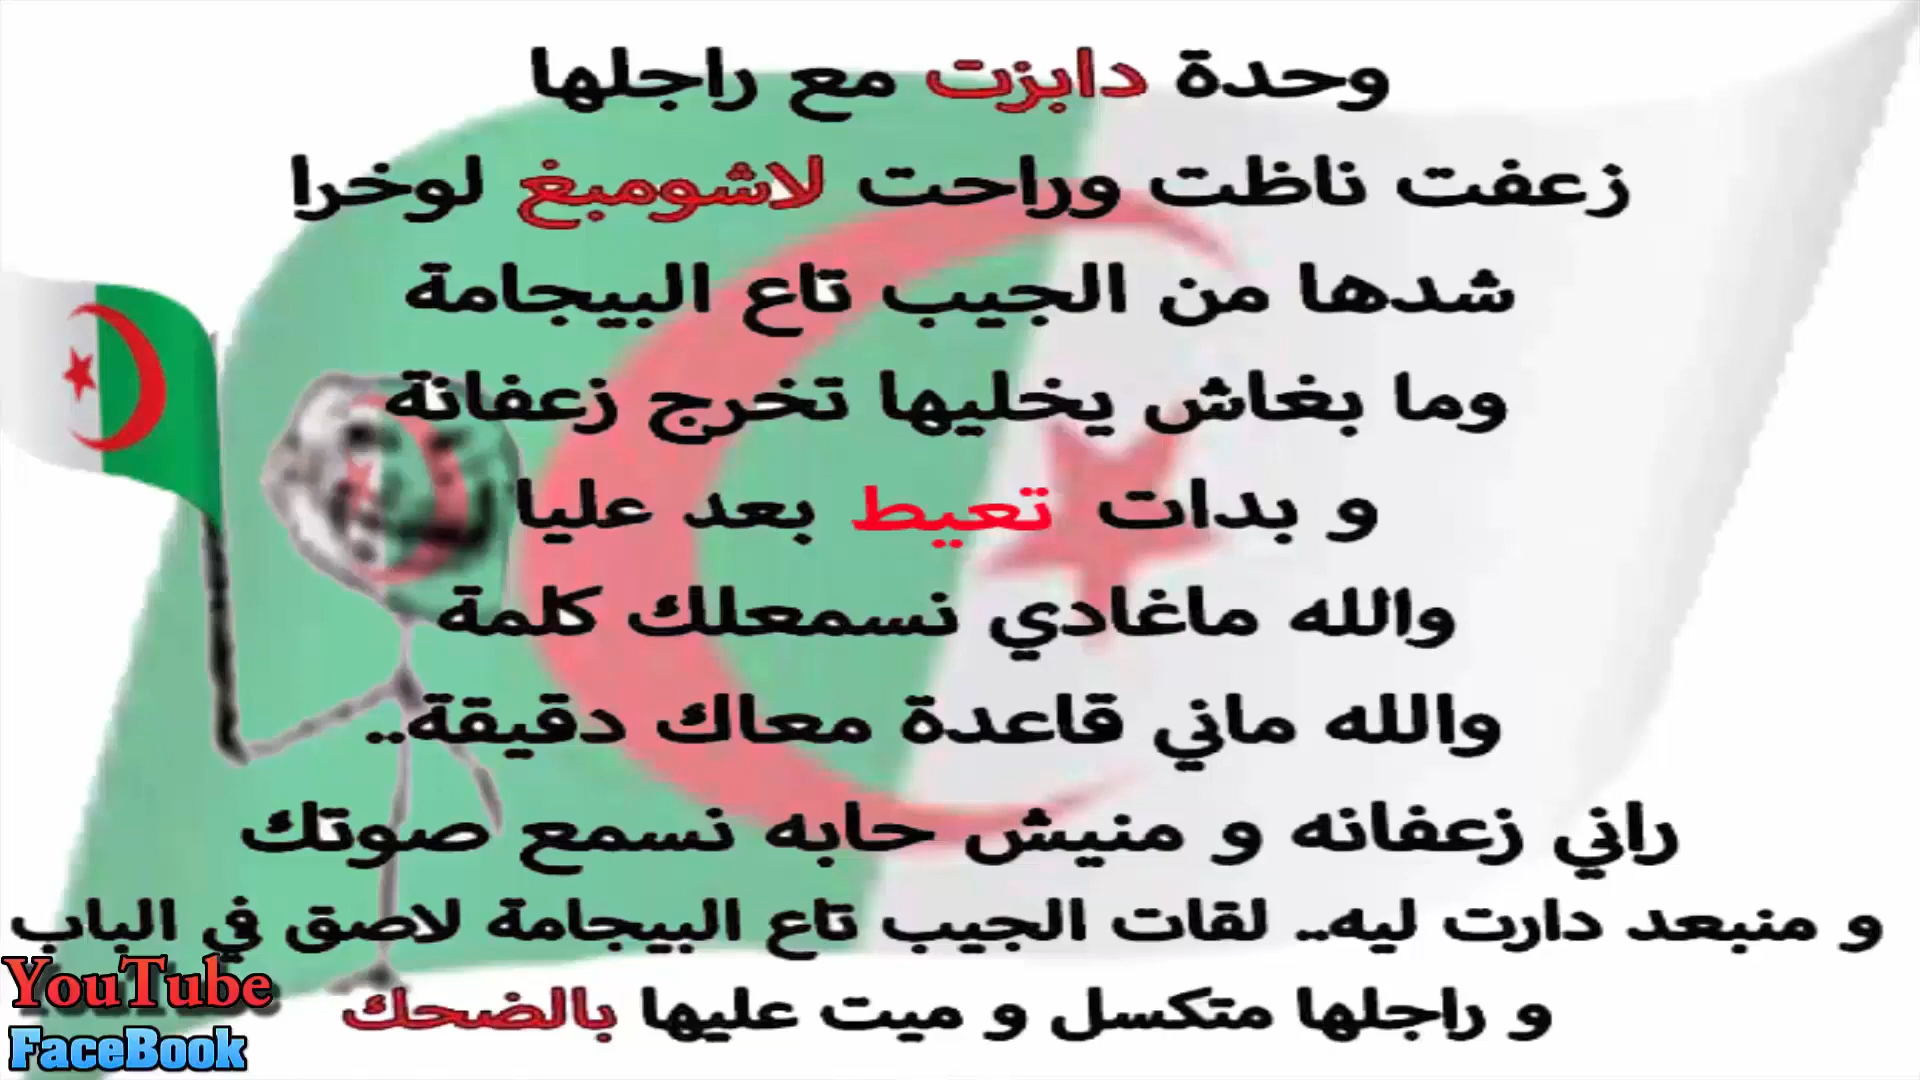 وحدة دابزت مع راجلها
زعفت ناظت وراحت لاشومبغ لوخرا
شدها من الجيب تاع البيجامة
وما بغاش يخليها تخرج زعفانة
و بدات تعيط بعد عليا
والله ماغادي نسمعلك كلمة
والله ماني قاعدة معاك دقيقة..
راني زعفانه و منيش حابه نسمع صوتك
و منبعد دارت ليه.. لقات الجيب تاع البيجامة لاصق في الباب
و راجلها متكسل و ميت عليها بالضحك
YouTube
FaceBook